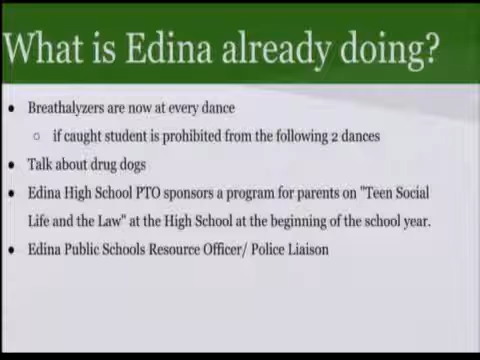 What is Edina already doing?
Breathalyzers are now at every dance
if caught student is prohibited from the following 2 dances
Talk about drug dogs
Edina High School PTO sponsors a program for parents on "Teen Social
Life and the Law" at the High School at the beginning of the school year.
Edina Public Schools Resource Officer/ Police Liaison